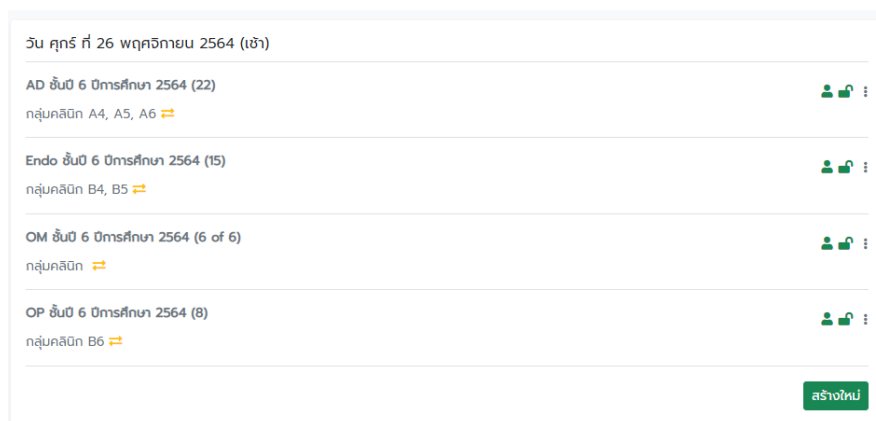 วัน ศุกร์ ที่ 26 พฤศจิกายน 2564 (เช้า)
AD ชั้นปี 6 ปีการศึกษา 2564 (22)
กลุ่มคลินิก A4, A5, A6
Endo ชั้นปี 6 ปีการศึกษา 2564 (15)
กลุ่มคลินิก B4, B5
OM ชั้นปี 6 ปีการศึกษา 2564 (6 of 6)
กลุ่มคลินิก
OP ชั้นปี 6 ปีการศึกษา 2564 (8)
กลุ่มคลินิก B6
สร้างใหม่